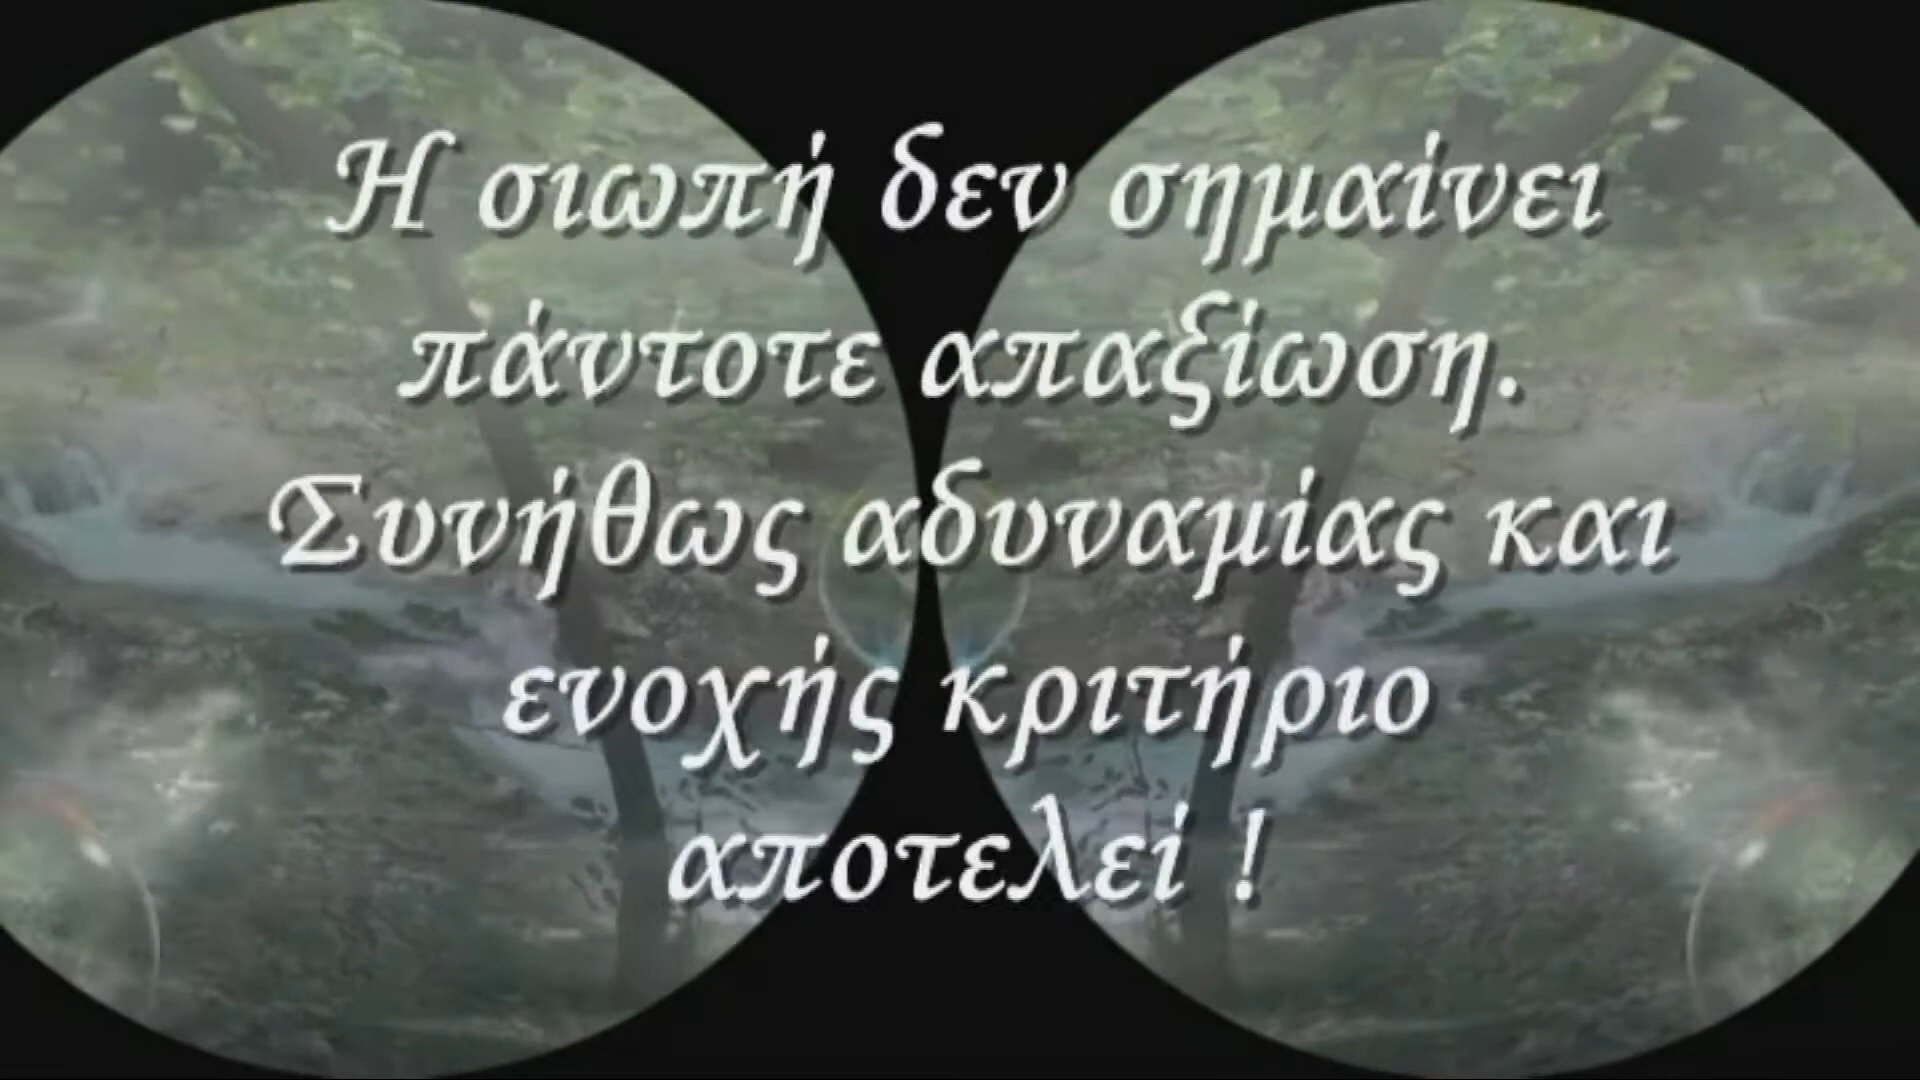 Η σιωπή δεν σημαίνει
πάντοτε απαξίωση.
Συνήθως αδυναμίας και
ενοχής κριτήριο
αποτελεί !